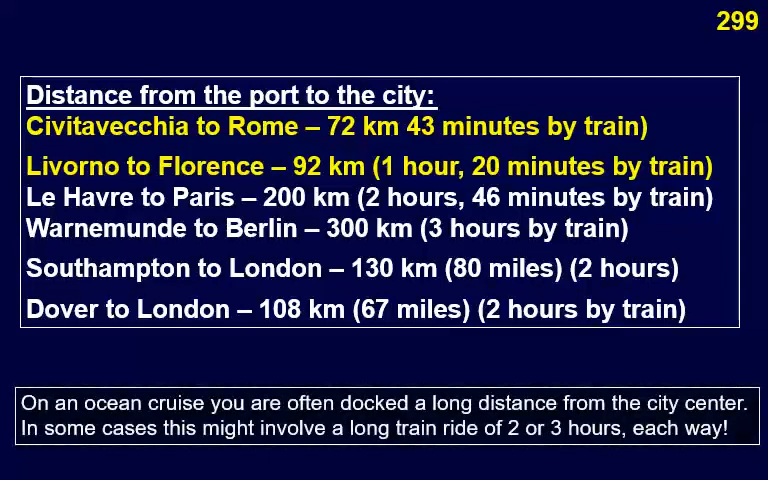 299
Distance from the port to the city:
Civitavecchia to Rome – 72 km 43 minutes by train)
Livorno to Florence – 92 km (1 hour, 20 minutes by train)
Le Havre to Paris – 200 km (2 hours, 46 minutes by train)
Warnemunde to Berlin – 300 km (3 hours by train)
Southampton to London – 130 km (80 miles) (2 hours)
Dover to London – 108 km (67 miles) (2 hours by train)
On an ocean cruise you are often docked a long distance from the city center.
In some cases this might involve a long train ride of 2 or 3 hours, each way!